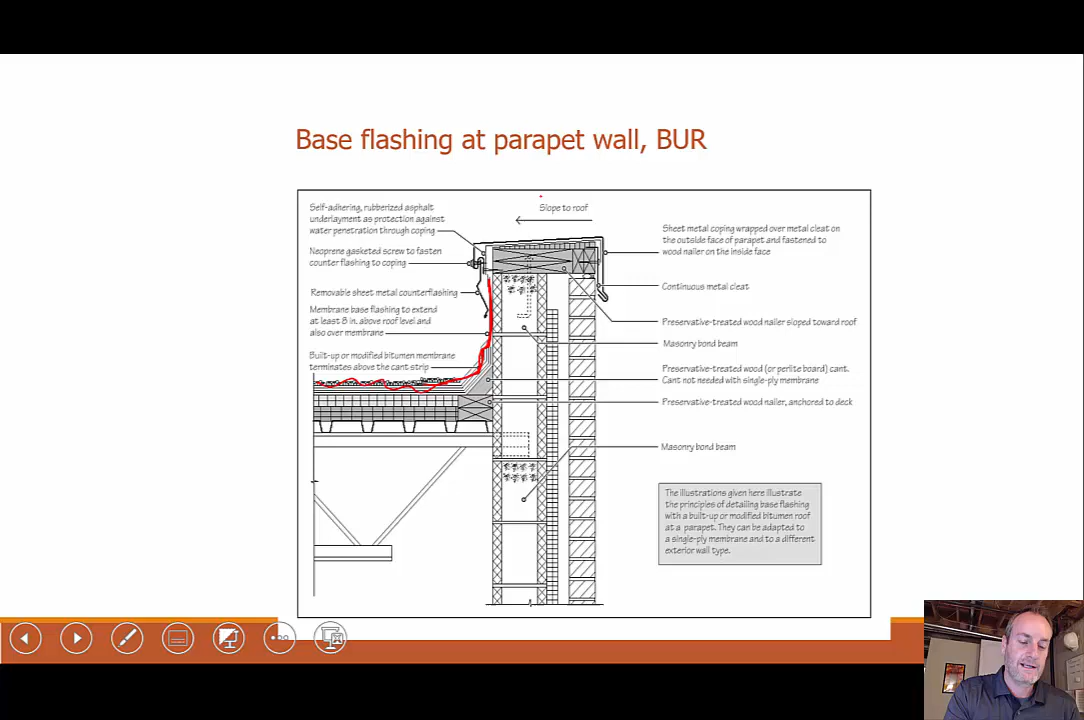 Base flashing at parapet wall, BUR
Self-adhering, rubberized asphalt
underlayment as protection against
water penetration through coping
Neoprene gasketed screw to fasten
counter flashing to coping
Removable sheet metal counterflashing
Membrane base flashing to extend
at least 8 in. above roof level and
also over membrane
Built-up or modified bitumen membrane
terminates above the cant strip
Slope to roof
Sheet metal coping wrapped over metal cleat on
the outside face of parapet and fastened to
wood nailer on the inside face
Continuous metal cleat
Preservative-treated wood nailer sloped toward roof
Masonry bond beam
Preservative-treated wood (or perlite board) cant.
Cant not needed with single-ply membrane
Preservative-treated wood nailer, anchored to deck
Masonry bond beam
The illustrations given here illustrate
the principles of detailing base flashing
with a built-up or modified bitumen roof
at a parapet. They can be adapted to
a single-ply membrane and to a different
exterior wall type.